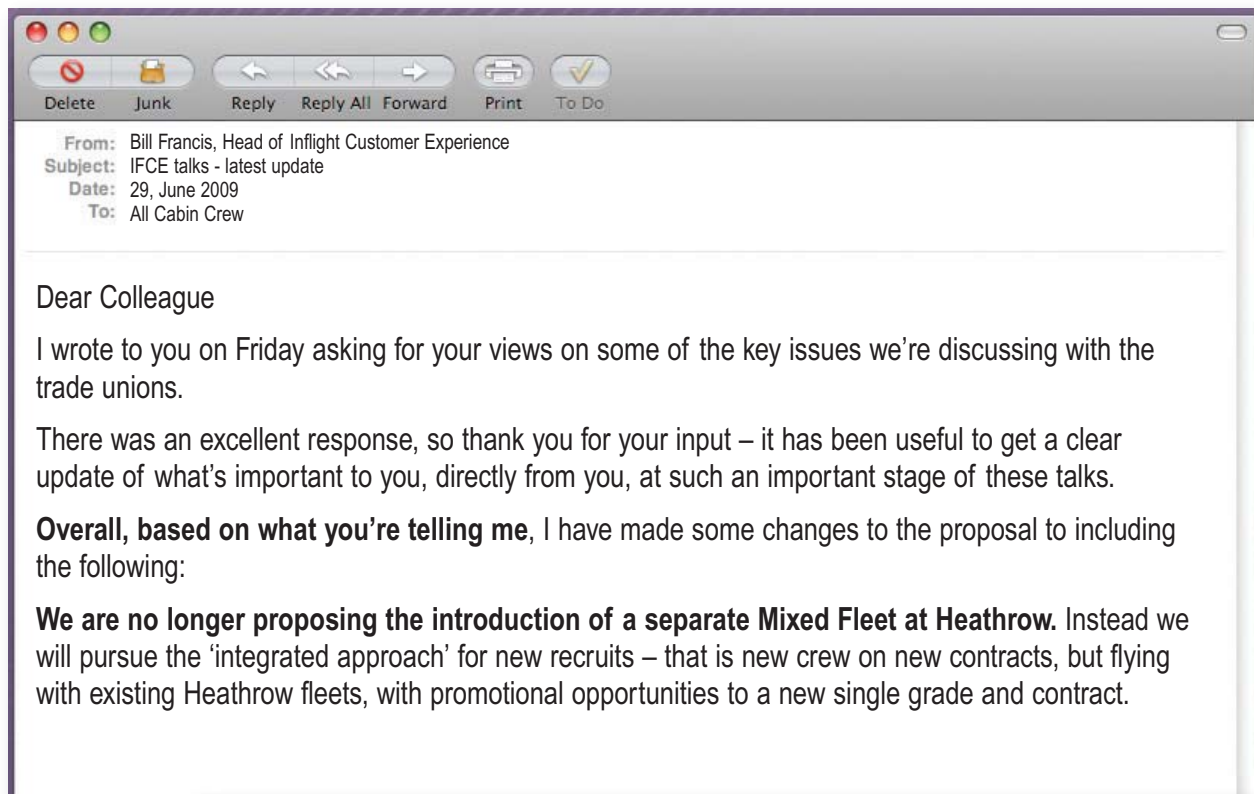 Delete Junk Reply Reply All Forward Print To Do
From: Bill Francis, Head of Inflight Customer Experience
Subject: IFCE talks - latest update
Date: 29, June 2009
To: All Cabin Crew
Dear Colleague
I wrote to you on Friday asking for your views on some of the key issues we’re discussing with the
trade unions.
There was an excellent response, so thank you for your input – it has been useful to get a clear
update of what’s important to you, directly from you, at such an important stage of these talks.
Overall, based on what you’re telling me, I have made some changes to the proposal to including
the following:
We are no longer proposing the introduction of a separate Mixed Fleet at Heathrow. Instead we
will pursue the ‘integrated approach’ for new recruits – that is new crew on new contracts, but flying
with existing Heathrow fleets, with promotional opportunities to a new single grade and contract.